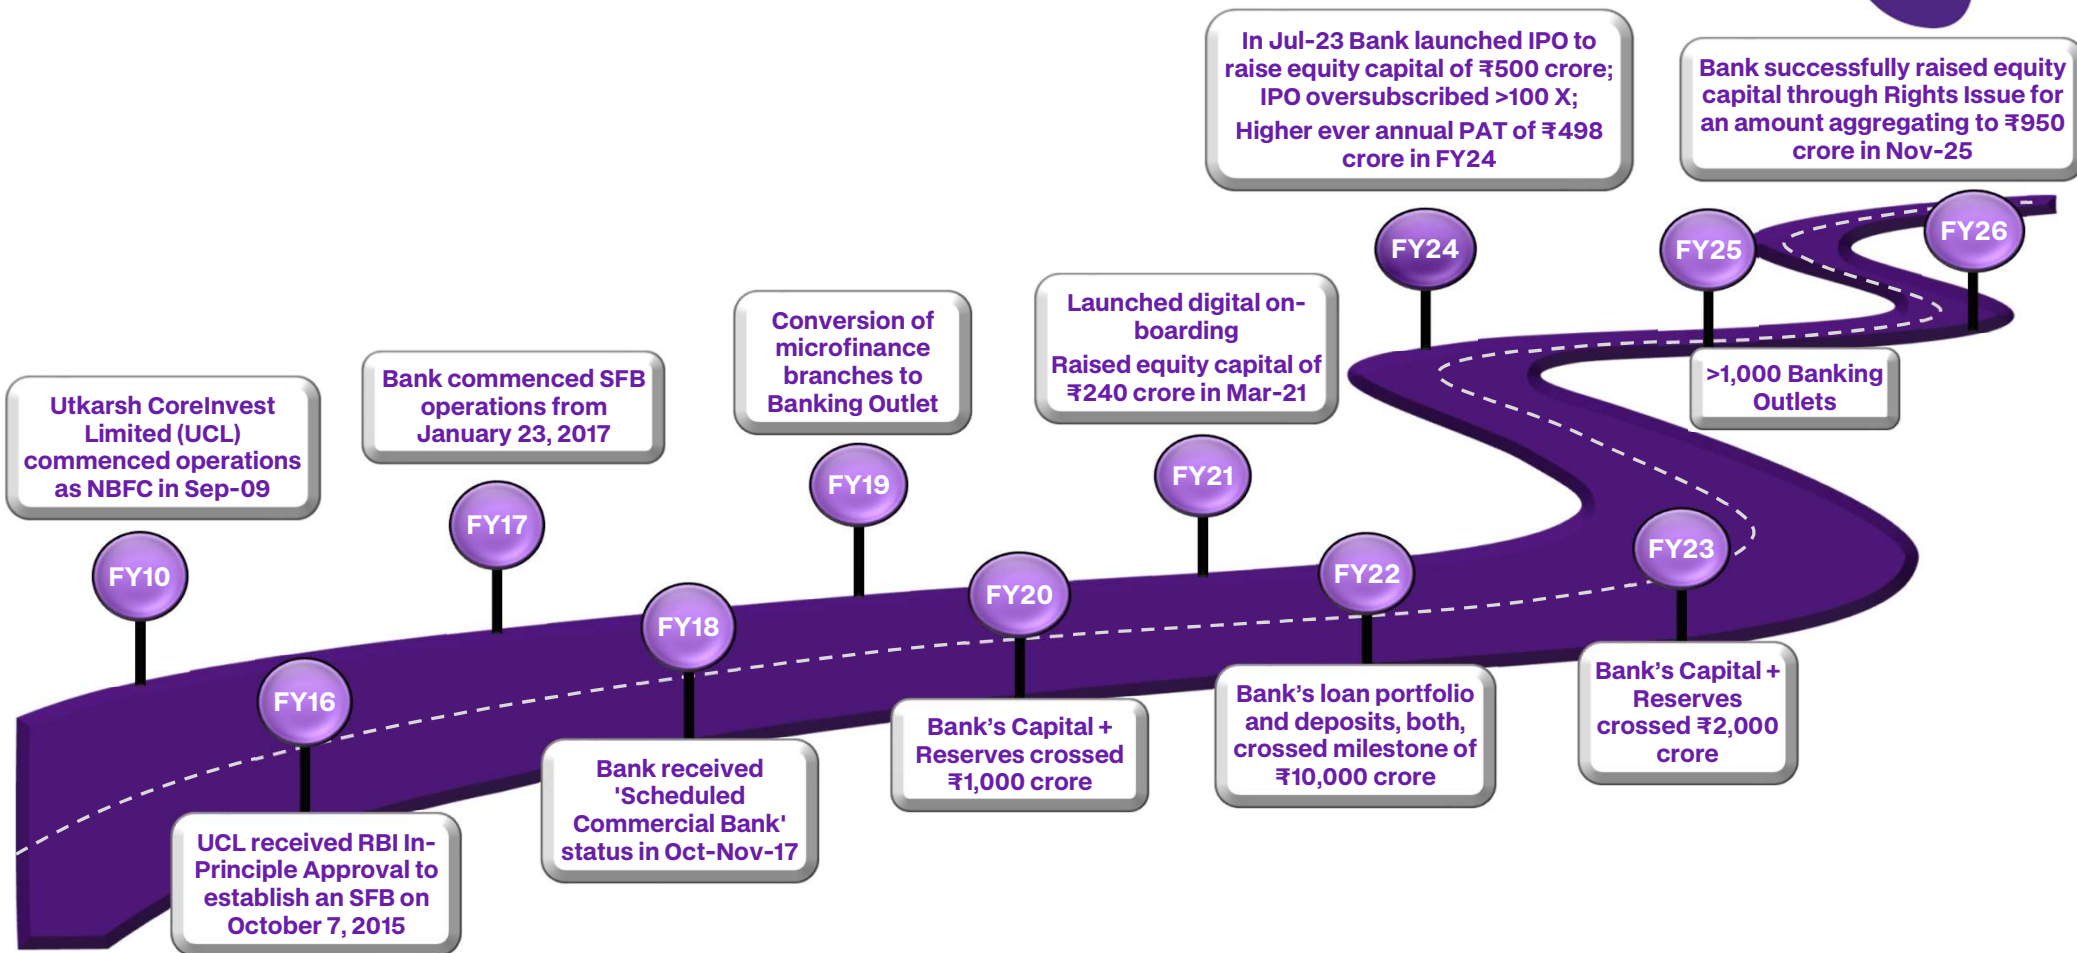 Utkarsh CoreInvest
Limited (UCL)
commenced operations
as NBFC in Sep-09
FY10
FY16
UCL received RBI In-
Principle Approval to
establish an SFB on
October 7, 2015
Bank commenced SFB
operations from
January 23, 2017
FY17
FY18
Bank received
'Scheduled
Commercial Bank'
status in Oct-Nov-17
Conversion of
microfinance
branches to
Banking Outlet
FY19
FY20
Bank’s Capital +
Reserves crossed
₹1,000 crore
Launched digital on-
boarding
Raised equity capital of
₹240 crore in Mar-21
FY21
FY22
Bank’s loan portfolio
and deposits, both,
crossed milestone of
₹10,000 crore
FY23
Bank’s Capital +
Reserves
crossed ₹2,000
crore
In Jul-23 Bank launched IPO to
raise equity capital of ₹500 crore;
IPO oversubscribed >100 X;
Higher ever annual PAT of ₹498
crore in FY24
FY24
FY25
>1,000 Banking
Outlets
Bank successfully raised equity
capital through Rights Issue for
an amount aggregating to ₹950
crore in Nov-25
FY26